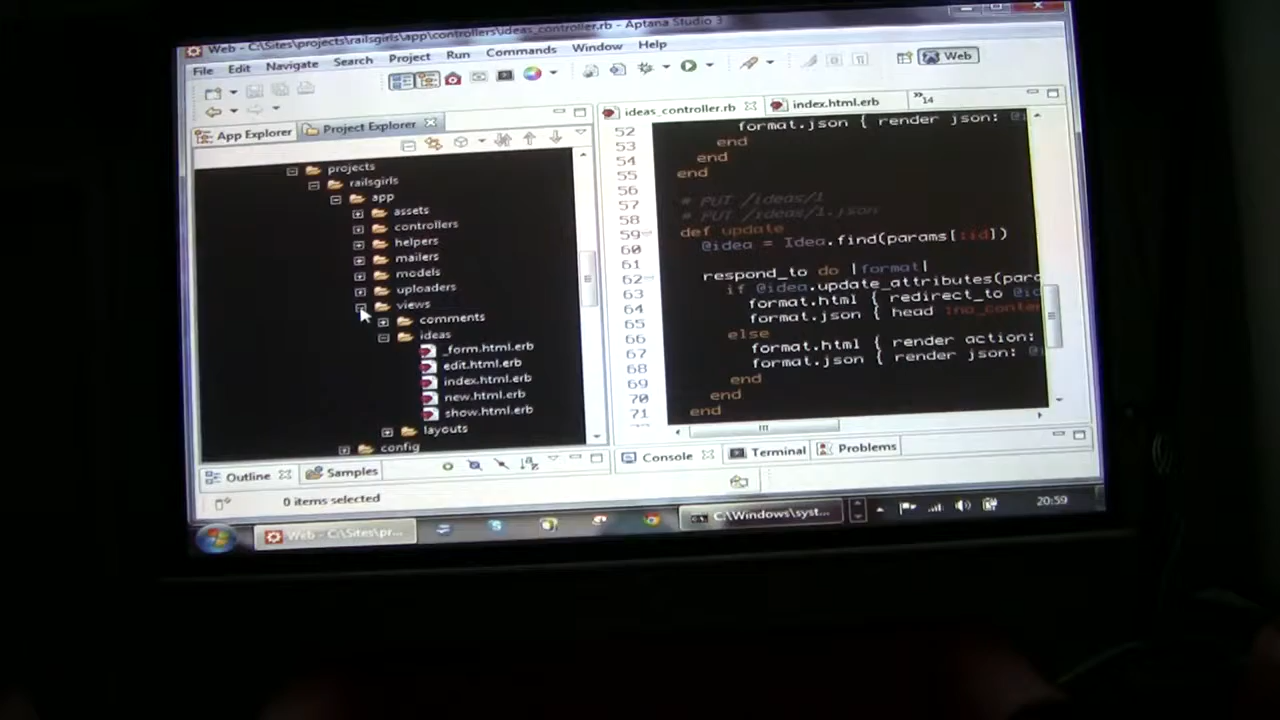 Web - C:\Sites\projects\railsgirls\app\controllers\ideas_controller.rb - Aptana Studio 3
File Edit Navigate Search Project Run Commands Window Help
Web
App Explorer
Project Explorer
projects
railsgirls
app
assets
controllers
helpers
mailers
models
uploaders
views
comments
ideas
_form.html.erb
edit.html.erb
index.html.erb
new.html.erb
show.html.erb
layouts
config
ideas_controller.rb
index.html.erb
»14
52 format.json { render json: @
53 end
54 end
55 end
56
57 # PUT /ideas/1
58 # PUT /ideas/1.json
59 def update
60 @idea = Idea.find(params[:id])
61
62 respond_to do |format|
63 if @idea.update_attributes(par
64 format.html { redirect_to @id
65 format.json { head :no_conte
66 else
67 format.html { render action:
68 format.json { render json: @
69 end
70 end
71 end
Outline
Samples
Console
Terminal
Problems
0 items selected
Web - C:\Sites\pr...
C:\Windows\syst...
20:59